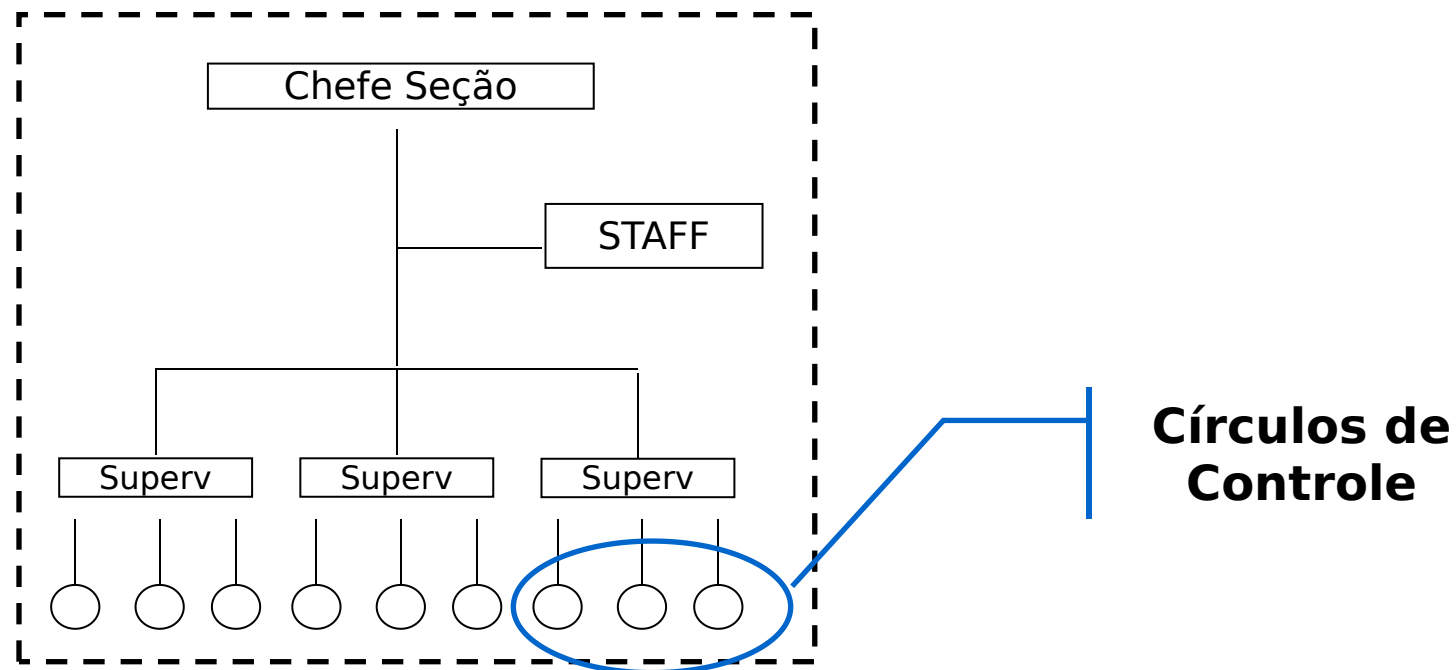 Chefe Seção
STAFF
Superv
Superv
Superv
Círculos de
Controle